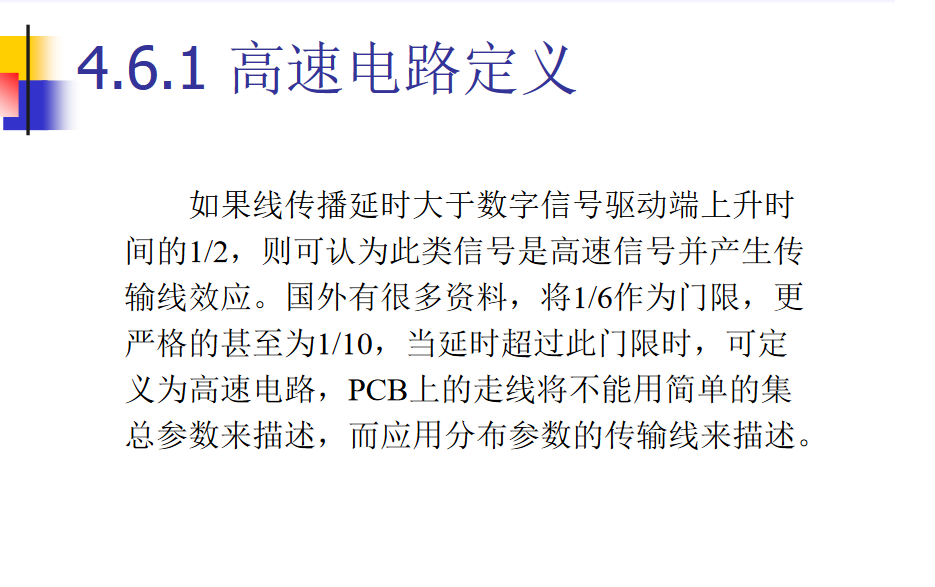 4.6.1 高速电路定义
如果线传播延时大于数字信号驱动端上升时
间的1/2，则可认为此类信号是高速信号并产生传
输线效应。国外有很多资料，将1/6作为门限，更
严格的甚至为1/10，当延时超过此门限时，可定
义为高速电路，PCB上的走线将不能用简单的集
总参数来描述，而应用分布参数的传输线来描述。